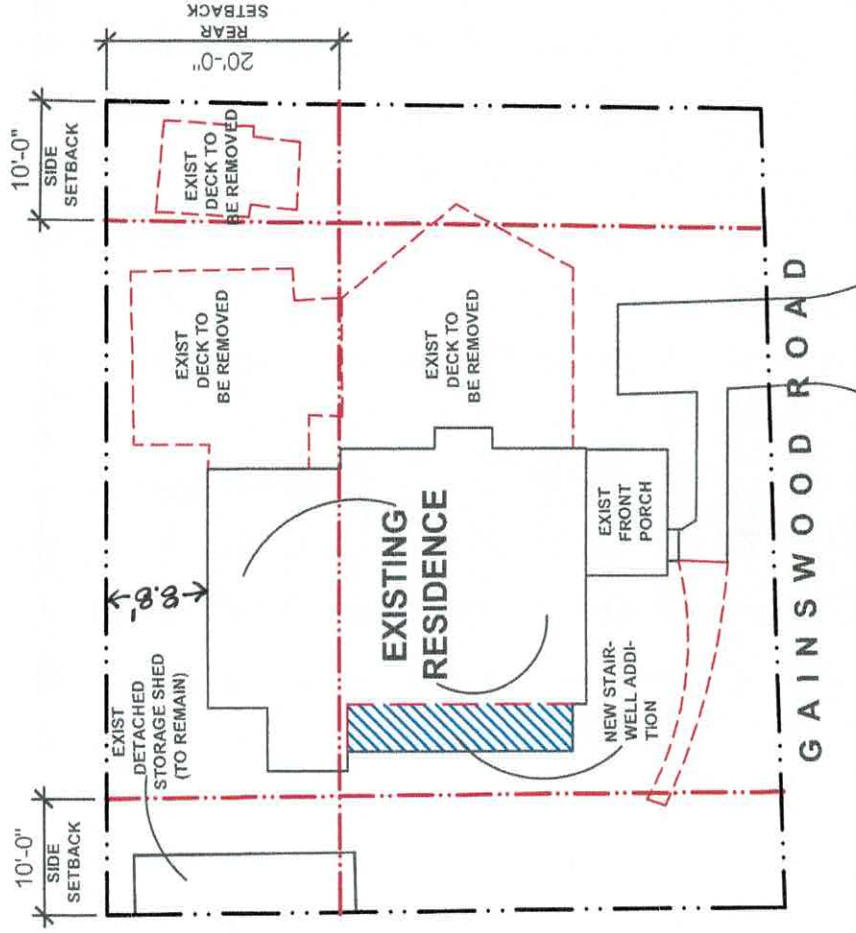 10'-0"
SIDE
SETBACK
20'-0"
REAR
SETBACK
EXIST
DECK TO
BE REMOVED
EXIST
DECK TO
BE REMOVED
EXIST
DECK TO
BE REMOVED
8.8'
EXISTING
RESIDENCE
EXIST
FRONT
PORCH
EXIST
DETACHED
STORAGE SHED
(TO REMAIN)
NEW STAIR-
WELL ADDI-
TION
10'-0"
SIDE
SETBACK
GAINSWOOD ROAD